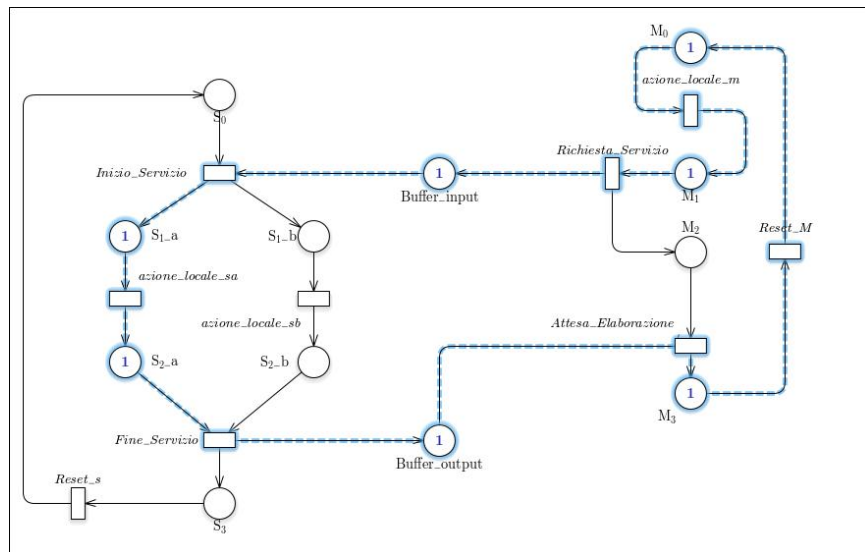 M₀
1
azione_locale_m
S₀
Richiesta_Servizio
Inizio_Servizio
1
1
Buffer_input
M₁
1
S₁_a
S₁_b
M₂
Reset_M
azione_locale_sa
azione_locale_sb
Attesa_Elaborazione
1
S₂_a
S₂_b
1
M₃
Fine_Servizio
1
Buffer_output
Reset_s
S₃